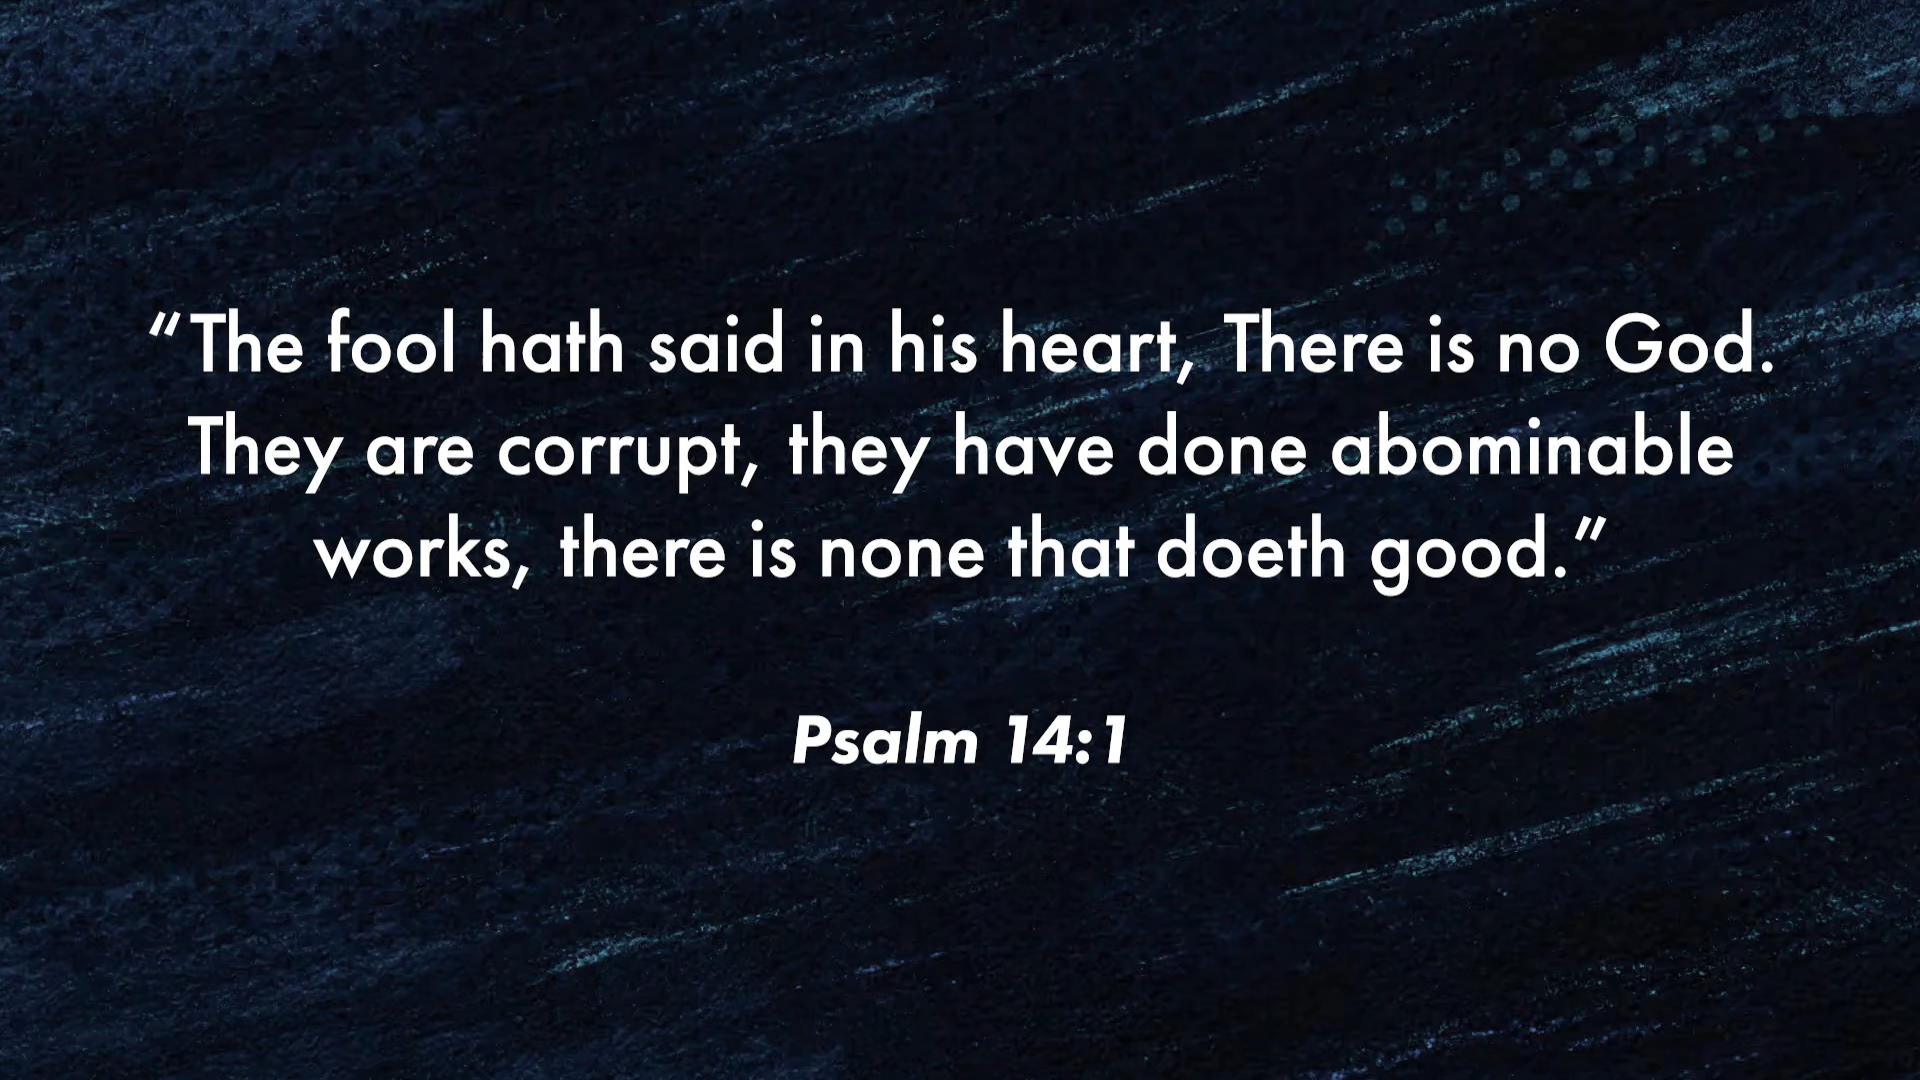 “The fool hath said in his heart, There is no God.
They are corrupt, they have done abominable
works, there is none that doeth good.”
Psalm 14:1